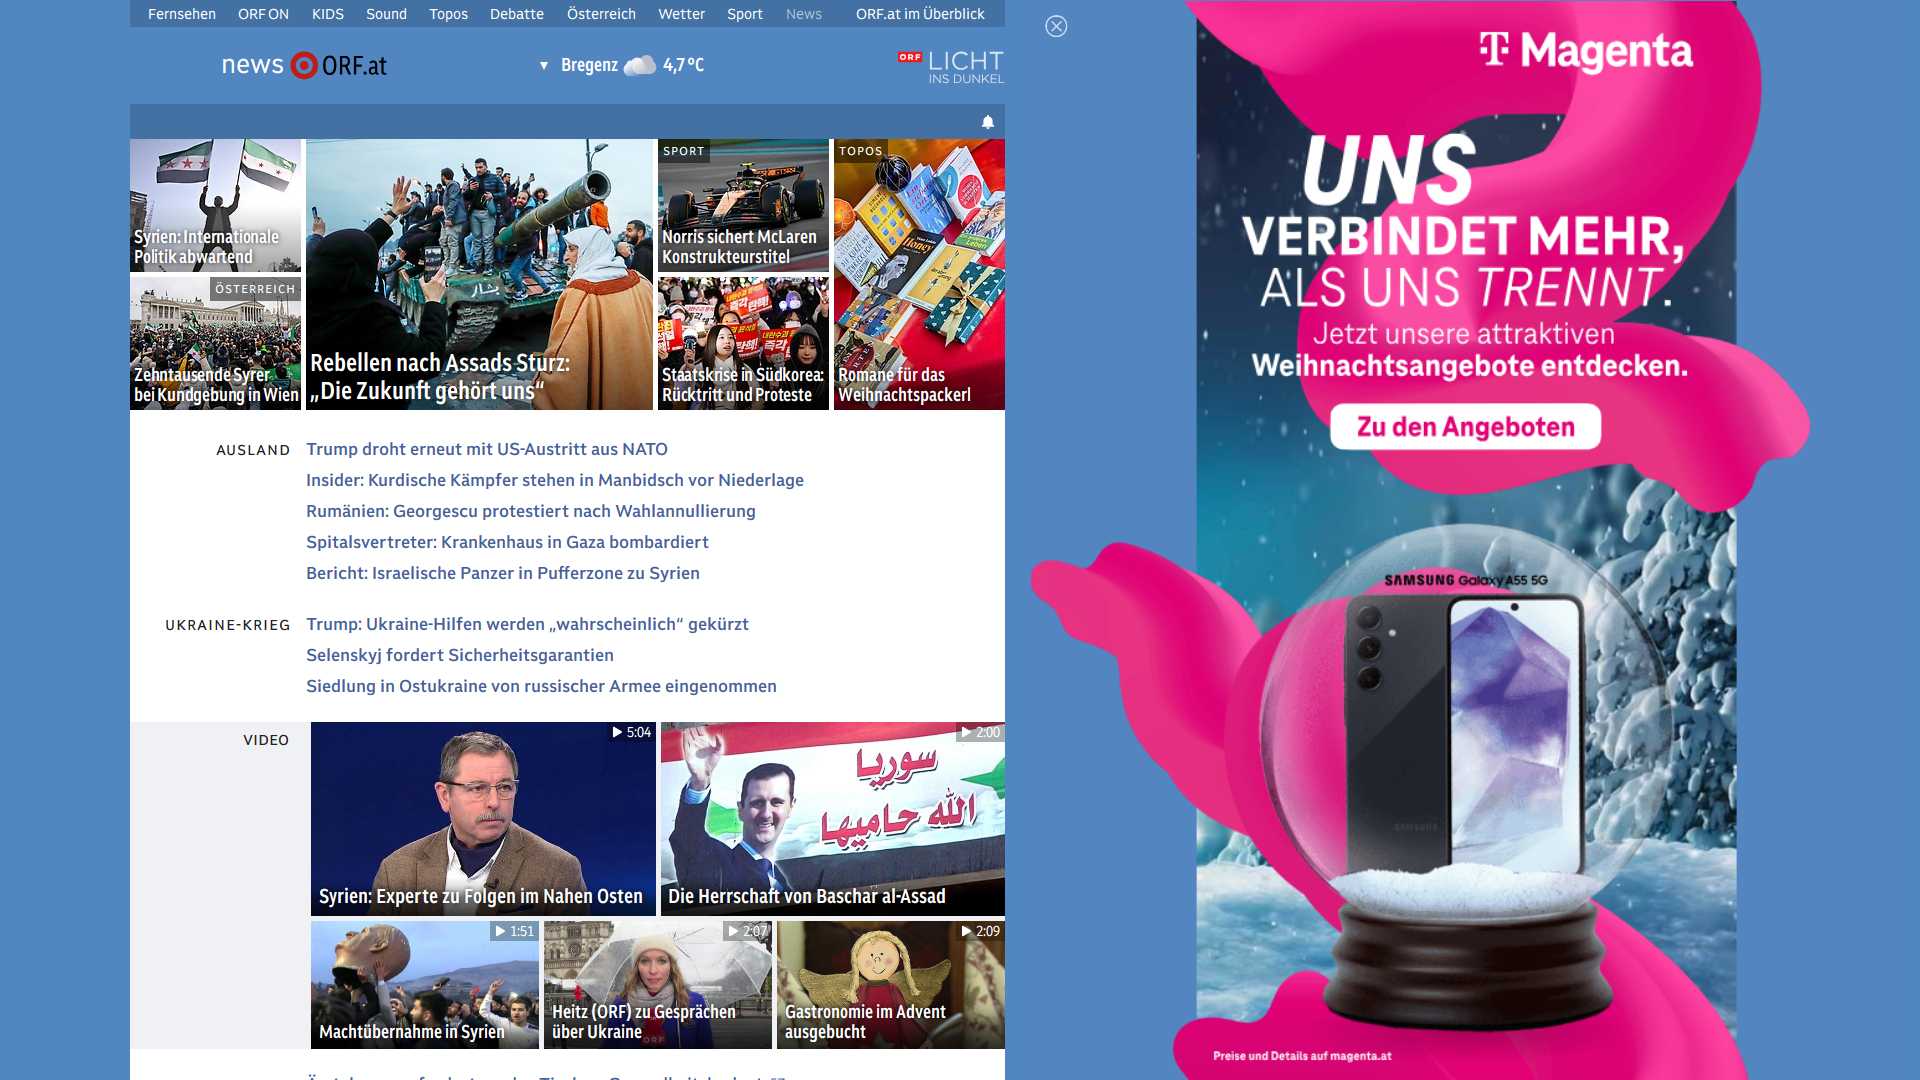 Fernsehen ORF ON KIDS Sound Topos Debatte Österreich Wetter Sport News ORF.at im Überblick
news ORF.at
▼ Bregenz 4,7 °C
ORF LICHT
INS DUNKEL
Syrien: Internationale
Politik abwartend
ÖSTERREICH
Zehntausende Syrer
bei Kundgebung in Wien
Rebellen nach Assads Sturz:
„Die Zukunft gehört uns“
SPORT
Norris sichert McLaren
Konstrukteurstitel
Staatskrise in Südkorea:
Rücktritt und Proteste
TOPOS
Romane für das
Weihnachtspackerl
AUSLAND
Trump droht erneut mit US-Austritt aus NATO
Insider: Kurdische Kämpfer stehen in Manbidsch vor Niederlage
Rumänien: Georgescu protestiert nach Wahlannullierung
Spitalsvertreter: Krankenhaus in Gaza bombardiert
Bericht: Israelische Panzer in Pufferzone zu Syrien
UKRAINE-KRIEG
Trump: Ukraine-Hilfen werden „wahrscheinlich“ gekürzt
Selenskyj fordert Sicherheitsgarantien
Siedlung in Ostukraine von russischer Armee eingenommen
VIDEO
5:04
Syrien: Experte zu Folgen im Nahen Osten
2:00
سوريا
الله حاميها
Die Herrschaft von Baschar al-Assad
1:51
Machtübernahme in Syrien
2:07
Heitz (ORF) zu Gesprächen
über Ukraine
ORF
2:09
Gastronomie im Advent
ausgebucht
T Magenta
UNS
VERBINDET MEHR,
ALS UNS TRENNT.
Jetzt unsere attraktiven
Weihnachtsangebote entdecken.
Zu den Angeboten
SAMSUNG Galaxy A55 5G
SAMSUNG
Preise und Details auf magenta.at